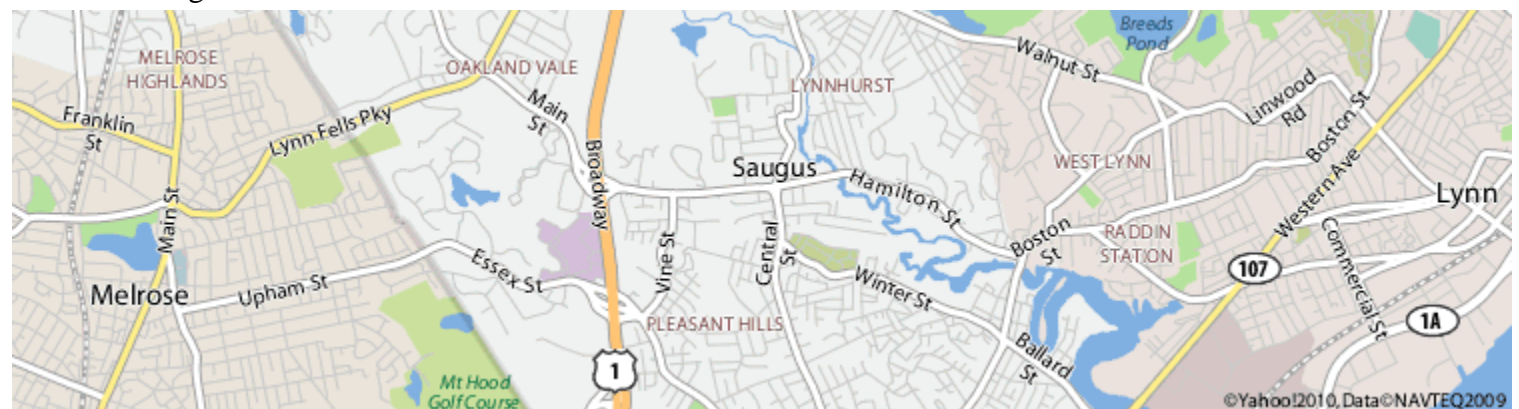 Breeds
Pond
Walnut St
MELROSE
HIGHLANDS
OAKLAND VALE
LYNNHURST
Linwood
Rd
Main
St
Franklin
St
Lynn Fells Pky
Boston St
Broadway
Saugus
WEST LYNN
Hamilton St
Western Ave
Lynn
Main St
Boston
St
RADDIN
STATION
Commercial St
Vine St
Central
St
Essex St
Upham St
Melrose
Winter St
107
1A
PLEASANT HILLS
Ballard
St
1
Mt Hood
Golf Course
©Yahoo!2010, Data©NAVTEQ2009